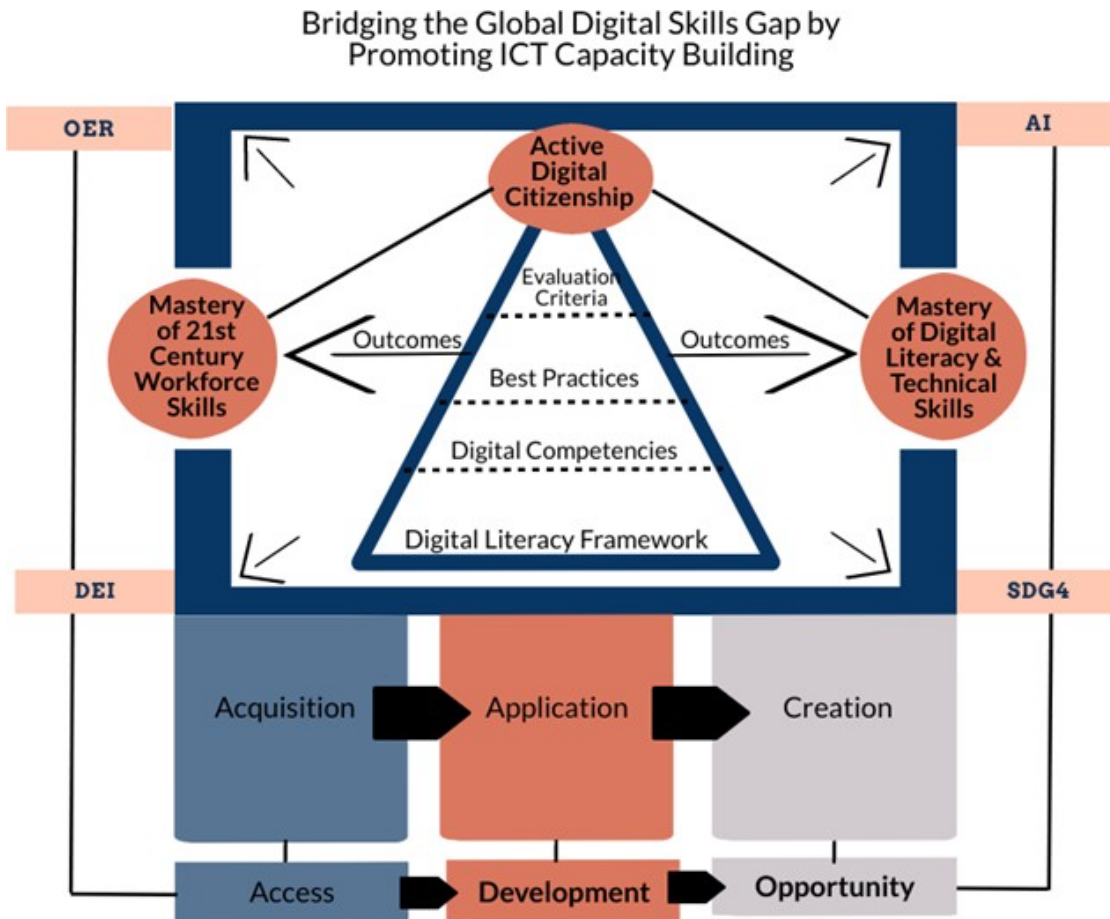 Bridging the Global Digital Skills Gap by
Promoting ICT Capacity Building
OER
AI
Active
Digital
Citizenship
Evaluation
Criteria
Mastery
of 21st
Century
Workforce
Skills
Outcomes
Outcomes
Mastery
of Digital
Literacy &
Technical
Skills
Best Practices
Digital Competencies
Digital Literacy Framework
DEI
SDG4
Acquisition
Application
Creation
Access
Development
Opportunity